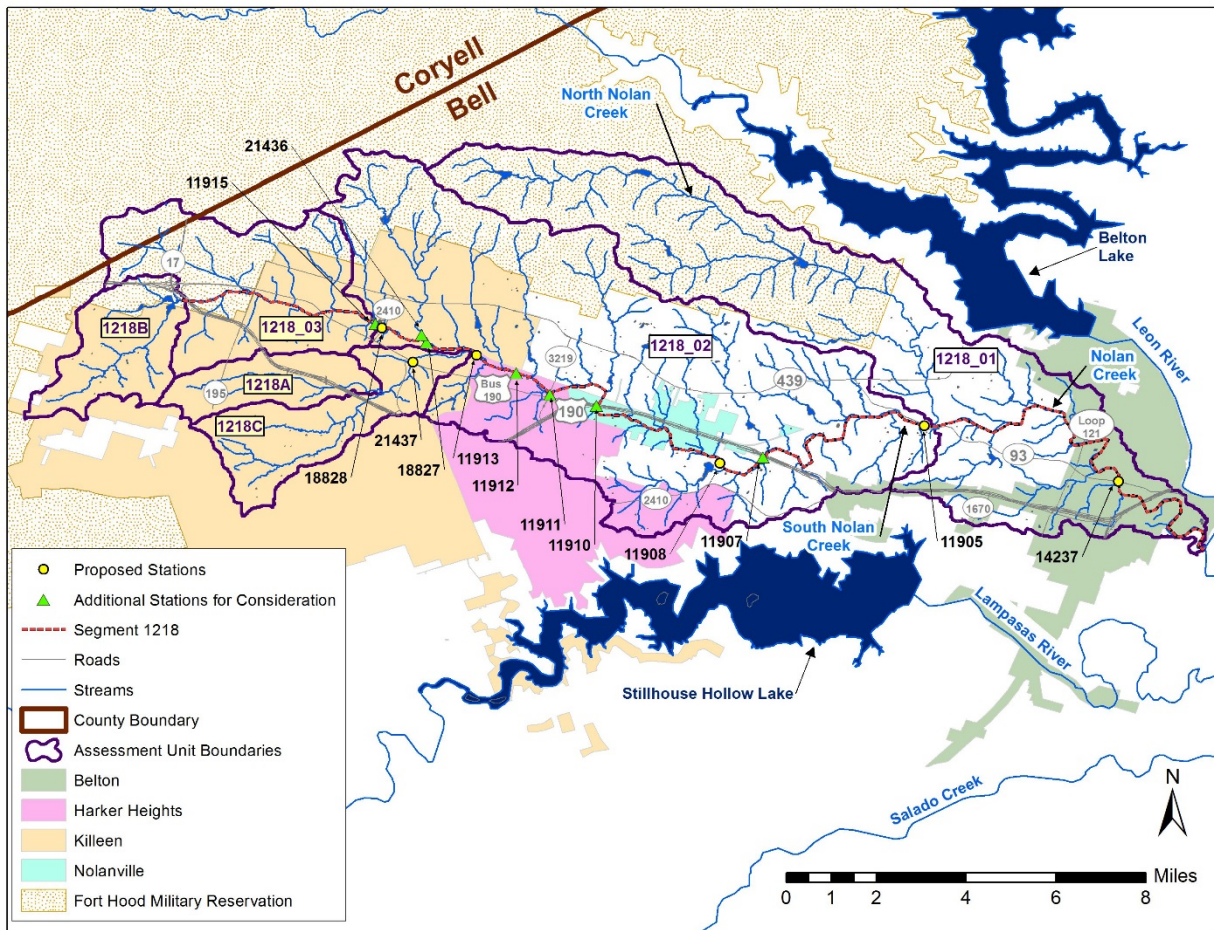 Coryell
Bell
North Nolan
Creek
21436
11915
Belton
Lake
Leon River
17
2410
1218B
1218_03
1218_02
1218_01
3219
439
Nolan
Creek
195
1218A
Bus
190
190
Loop
121
1218C
93
21437
18828
18827
11913
11912
11911
11910
2410
11908
11907
South Nolan
Creek
1670
11905
14237
Lampasas
River
Stillhouse Hollow Lake
Salado Creek
Proposed Stations
Additional Stations for Consideration
Segment 1218
Roads
Streams
County Boundary
Assessment Unit Boundaries
Belton
Harker Heights
Killeen
Nolanville
Fort Hood Military Reservation
N
Miles
0 1 2 4 6 8